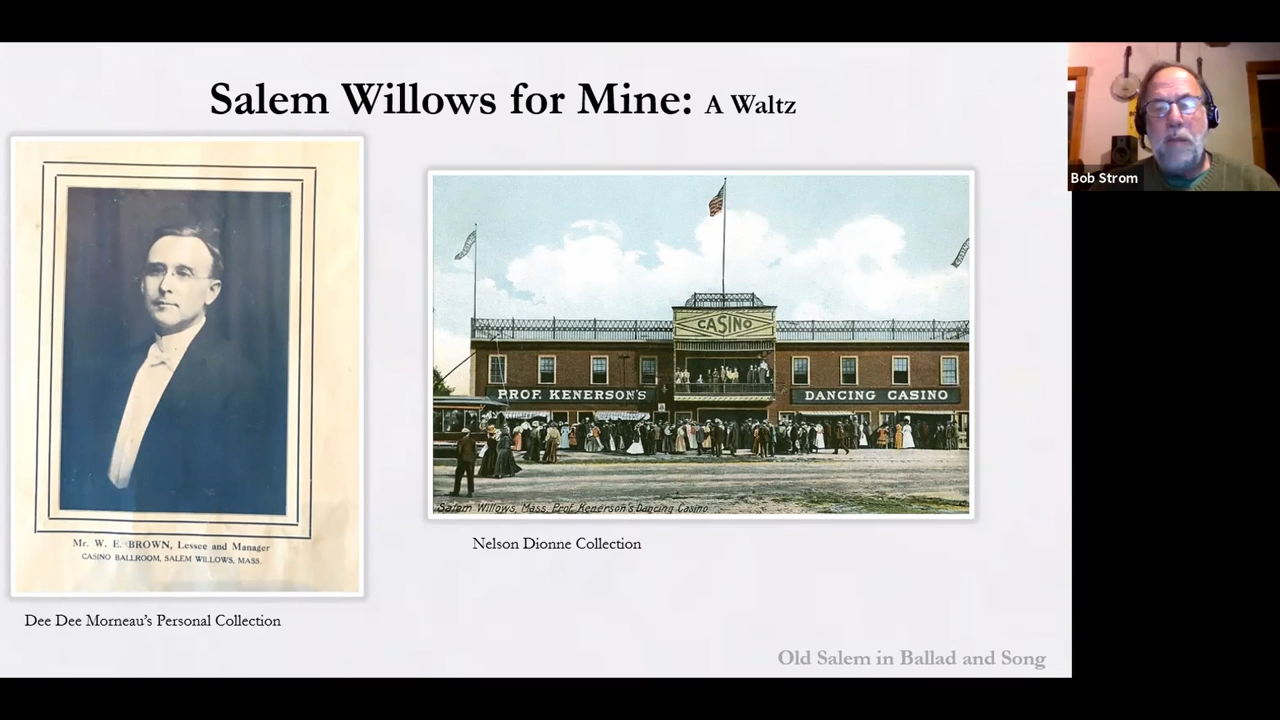 Salem Willows for Mine: A Waltz
Bob Strom
CASINO
PROF. KENERSON'S
DANCING CASINO
Salem Willows, Mass, Prof. Kenerson's Dancing Casino
Mr. W. E. BROWN, Lessee and Manager
CASINO BALLROOM, SALEM WILLOWS, MASS.
Nelson Dionne Collection
Dee Dee Morneau's Personal Collection
Old Salem in Ballad and Song